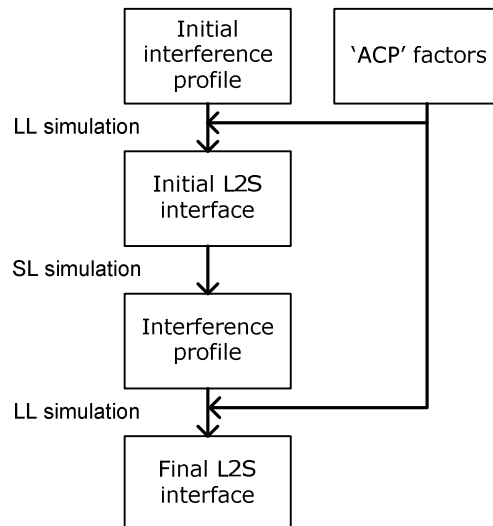 Initial
interference
profile
‘ACP’ factors
LL simulation
Initial L2S
interface
SL simulation
Interference
profile
LL simulation
Final L2S
interface